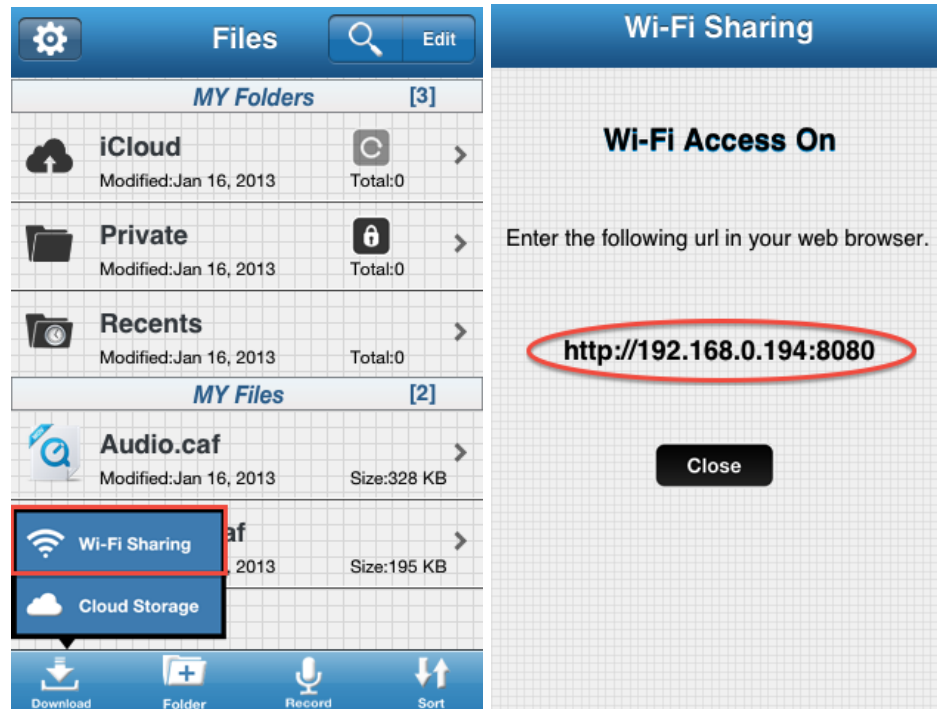 Files
Edit
MY Folders [3]
iCloud
Modified:Jan 16, 2013 Total:0
Private
Modified:Jan 16, 2013 Total:0
Recents
Modified:Jan 16, 2013 Total:0
MY Files [2]
Audio.caf
Modified:Jan 16, 2013 Size:328 KB
af
, 2013 Size:195 KB
Wi-Fi Sharing
Cloud Storage
Download Folder Record Sort
Wi-Fi Sharing
Wi-Fi Access On
Enter the following url in your web browser.
http://192.168.0.194:8080
Close